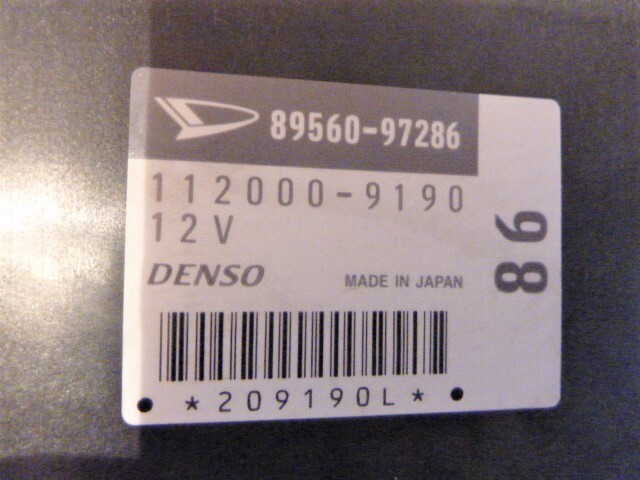 89560-97286
112000-9190
12V
DENSO
MADE IN JAPAN
86
*209190L*